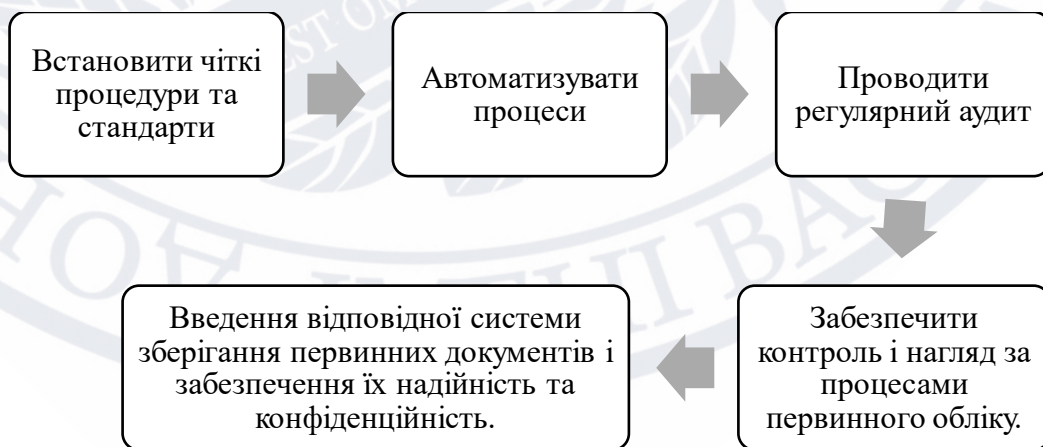 Встановити чіткі
процедури та
стандарти
Автоматизувати
процеси
Проводити
регулярний аудит
Забезпечити
контроль і нагляд за
процесами
первинного обліку.
Введення відповідної системи
зберігання первинних документів і
забезпечення їх надійність та
конфіденційність.